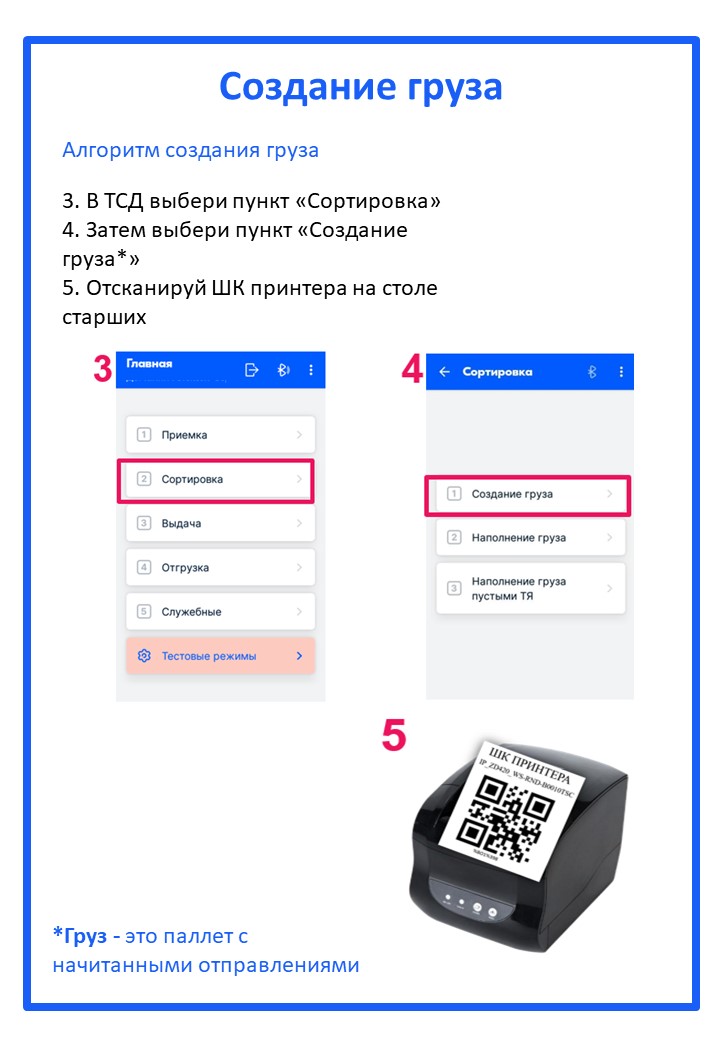 Создание груза
Алгоритм создания груза
3. В ТСД выбери пункт «Сортировка»
4. Затем выбери пункт «Создание
груза*»
5. Отсканируй ШК принтера на столе
старших
3
Главная
1 Приемка
2 Сортировка
3 Выдача
4 Отгрузка
5 Служебные
Тестовые режимы
4
Сортировка
1 Создание груза
2 Наполнение груза
3 Наполнение груза
пустыми ТЯ
5
ШК ПРИНТЕРА
IP_ZD420_WS-RND-B0010TSC
*Груз - это паллет с
начитанными отправлениями